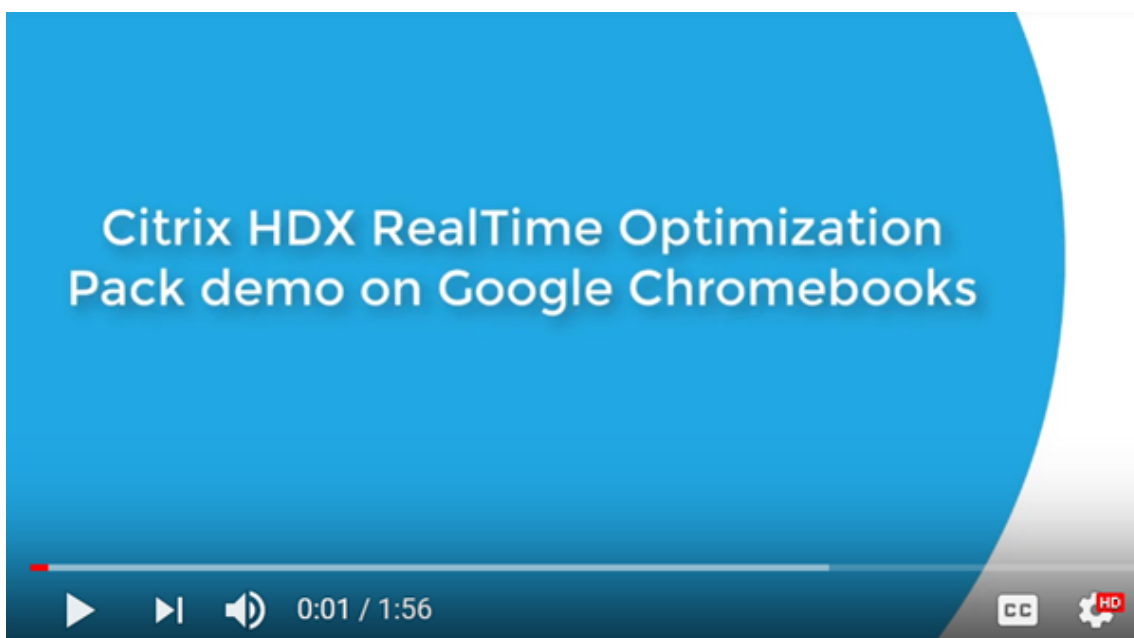 Citrix HDX RealTime Optimization
Pack demo on Google Chromebooks
0:01 / 1:56
CC
HD